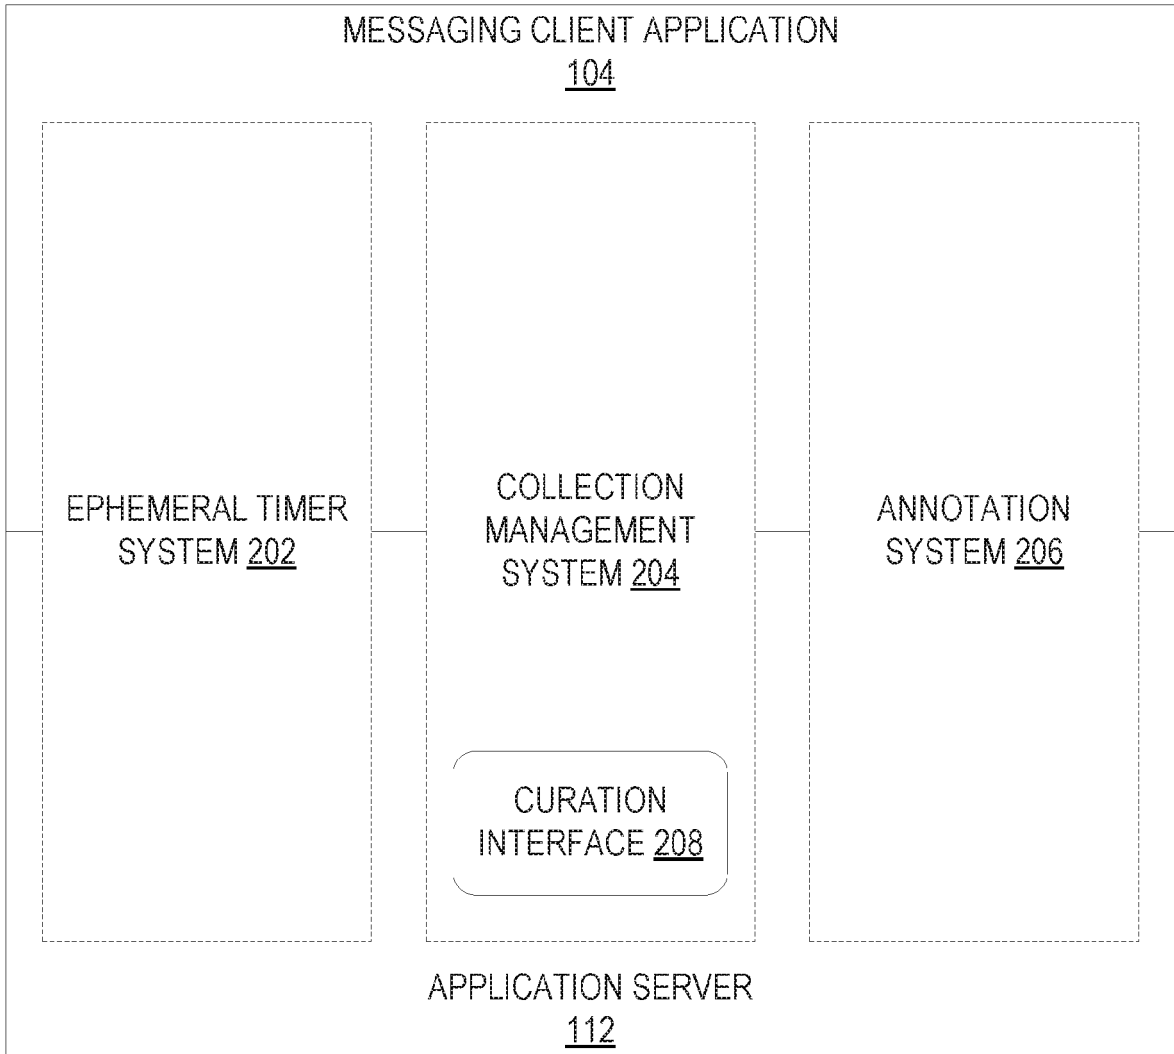 MESSAGING CLIENT APPLICATION
104
EPHEMERAL TIMER
SYSTEM 202
COLLECTION
MANAGEMENT
SYSTEM 204
ANNOTATION
SYSTEM 206
CURATION
INTERFACE 208
APPLICATION SERVER
112